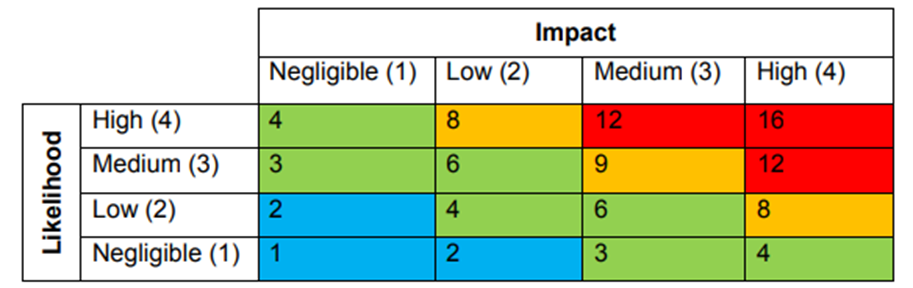 Impact
Negligible (1) Low (2) Medium (3) High (4)
Likelihood
High (4) 4 8 12 16
Medium (3) 3 6 9 12
Low (2) 2 4 6 8
Negligible (1) 1 2 3 4